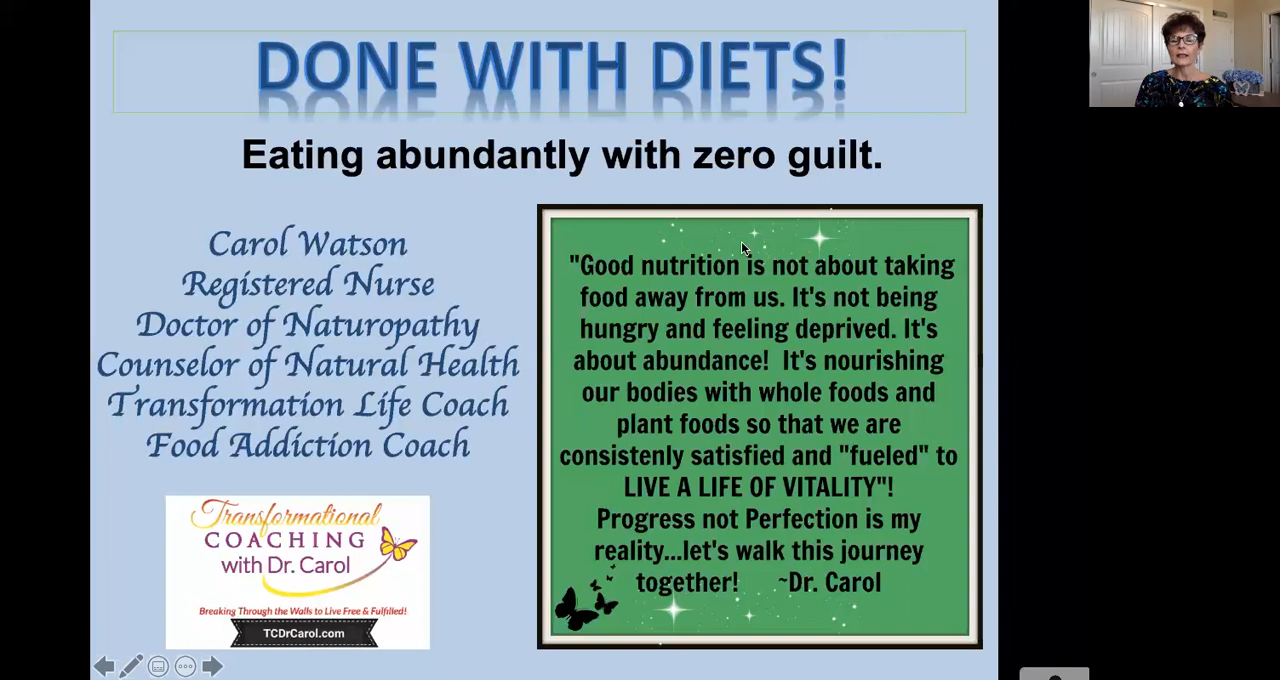 DONE WITH DIETS!
Eating abundantly with zero guilt.
Carol Watson
Registered Nurse
Doctor of Naturopathy
Counselor of Natural Health
Transformation Life Coach
Food Addiction Coach
Transformational
COACHING
with Dr. Carol
Breaking Through the Walls to Live Free & Fulfilled!
TCDrCarol.com
"Good nutrition is not about taking
food away from us. It's not being
hungry and feeling deprived. It's
about abundance! It's nourishing
our bodies with whole foods and
plant foods so that we are
consistenly satisfied and "fueled" to
LIVE A LIFE OF VITALITY"!
Progress not Perfection is my
reality...let's walk this journey
together! ~Dr. Carol